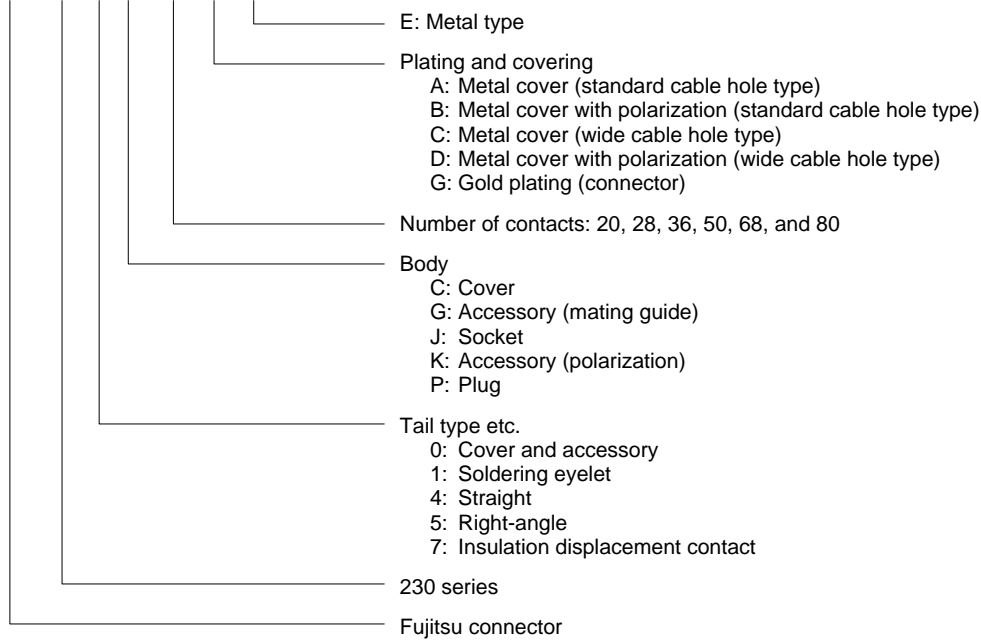 E: Metal type
Plating and covering
A: Metal cover (standard cable hole type)
B: Metal cover with polarization (standard cable hole type)
C: Metal cover (wide cable hole type)
D: Metal cover with polarization (wide cable hole type)
G: Gold plating (connector)
Number of contacts: 20, 28, 36, 50, 68, and 80
Body
C: Cover
G: Accessory (mating guide)
J: Socket
K: Accessory (polarization)
P: Plug
Tail type etc.
0: Cover and accessory
1: Soldering eyelet
4: Straight
5: Right-angle
7: Insulation displacement contact
230 series
Fujitsu connector